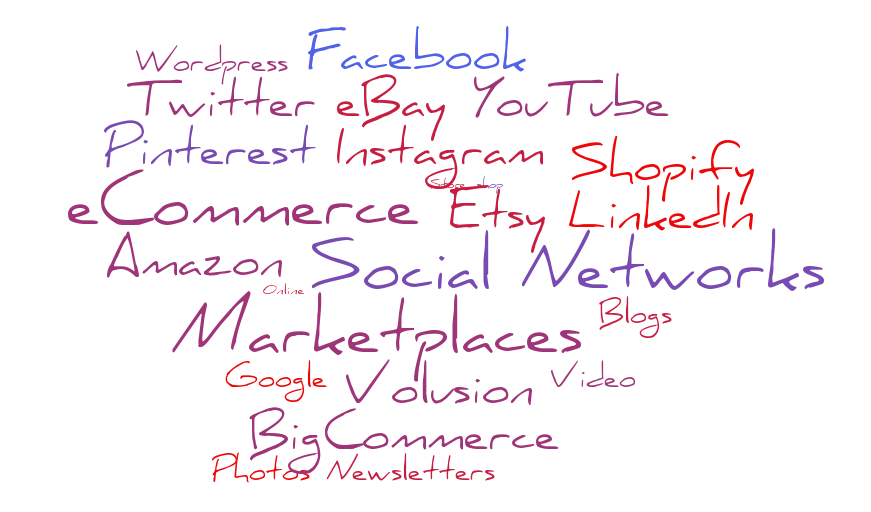 Wordpress Facebook
Twitter eBay YouTube
Pinterest Instagram Shopify
Store shop
eCommerce Etsy LinkedIn
Amazon Social Networks
Online
Marketplaces Blogs
Google Volusion Video
BigCommerce
Photos Newsletters